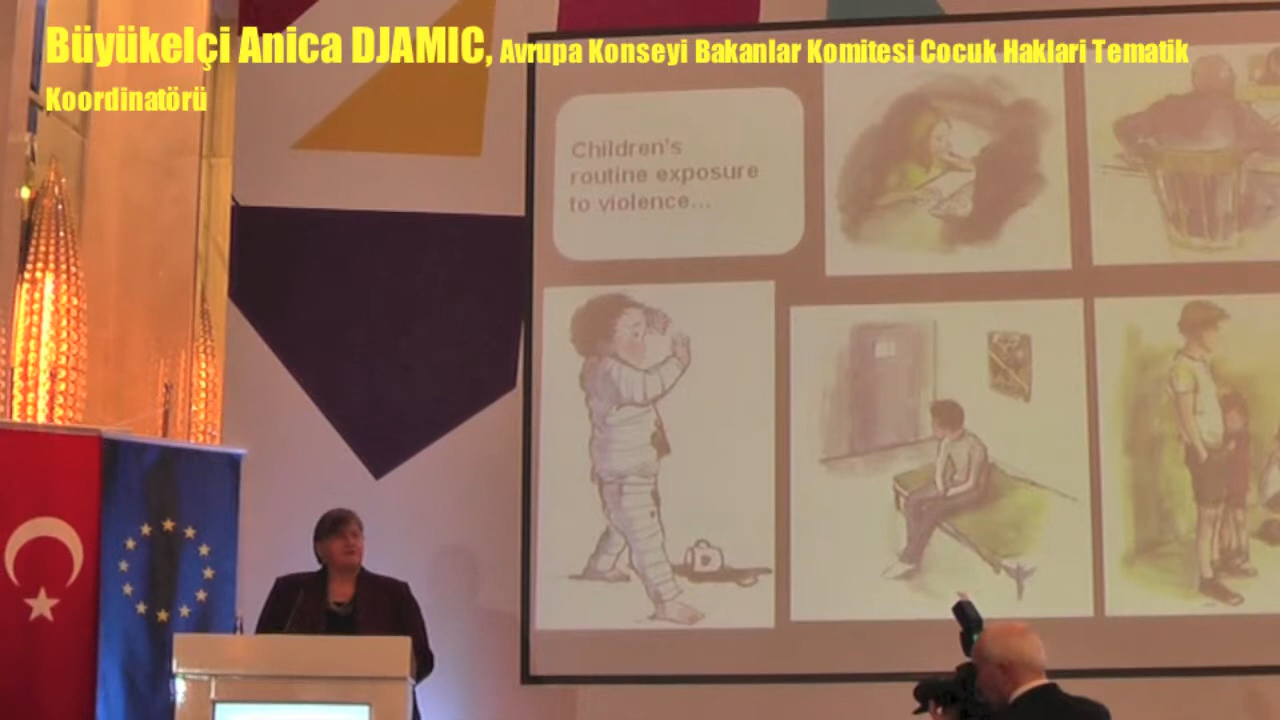 Büyükelçi Anica DJAMIC, Avrupa Konseyi Bakanlar Komitesi Cocuk Haklari Tematik
Koordinatörü
Children's
routine exposure
to violence...